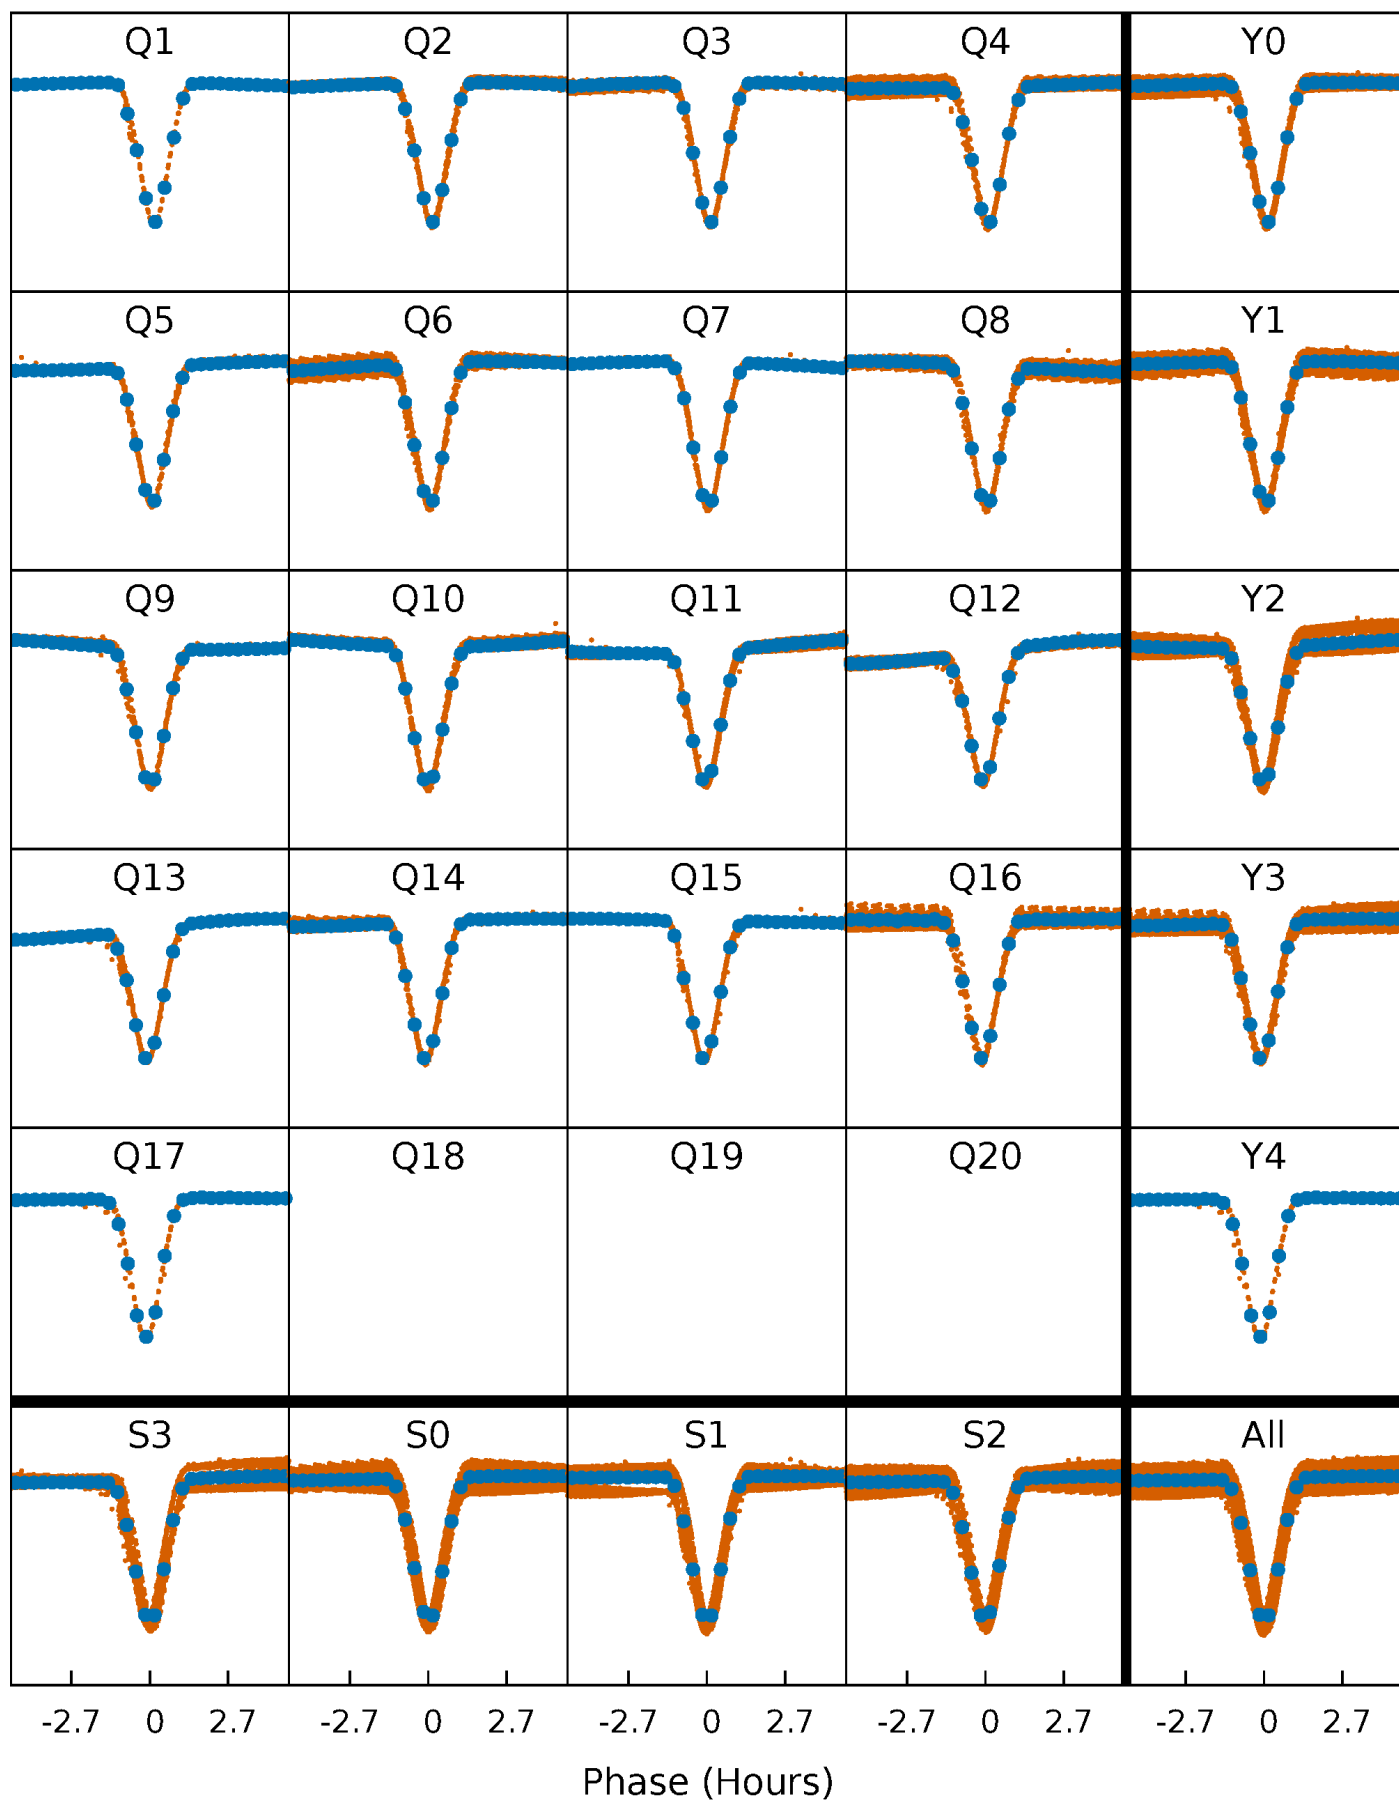 Q1 Q2 Q3 Q4 Y0
Q5 Q6 Q7 Q8 Y1
Q9 Q10 Q11 Q12 Y2
Q13 Q14 Q15 Q16 Y3
Q17 Q18 Q19 Q20 Y4
S3 S0 S1 S2 All
-2.7 0 2.7 -2.7 0 2.7 -2.7 0 2.7 -2.7 0 2.7 -2.7 0 2.7
Phase (Hours)